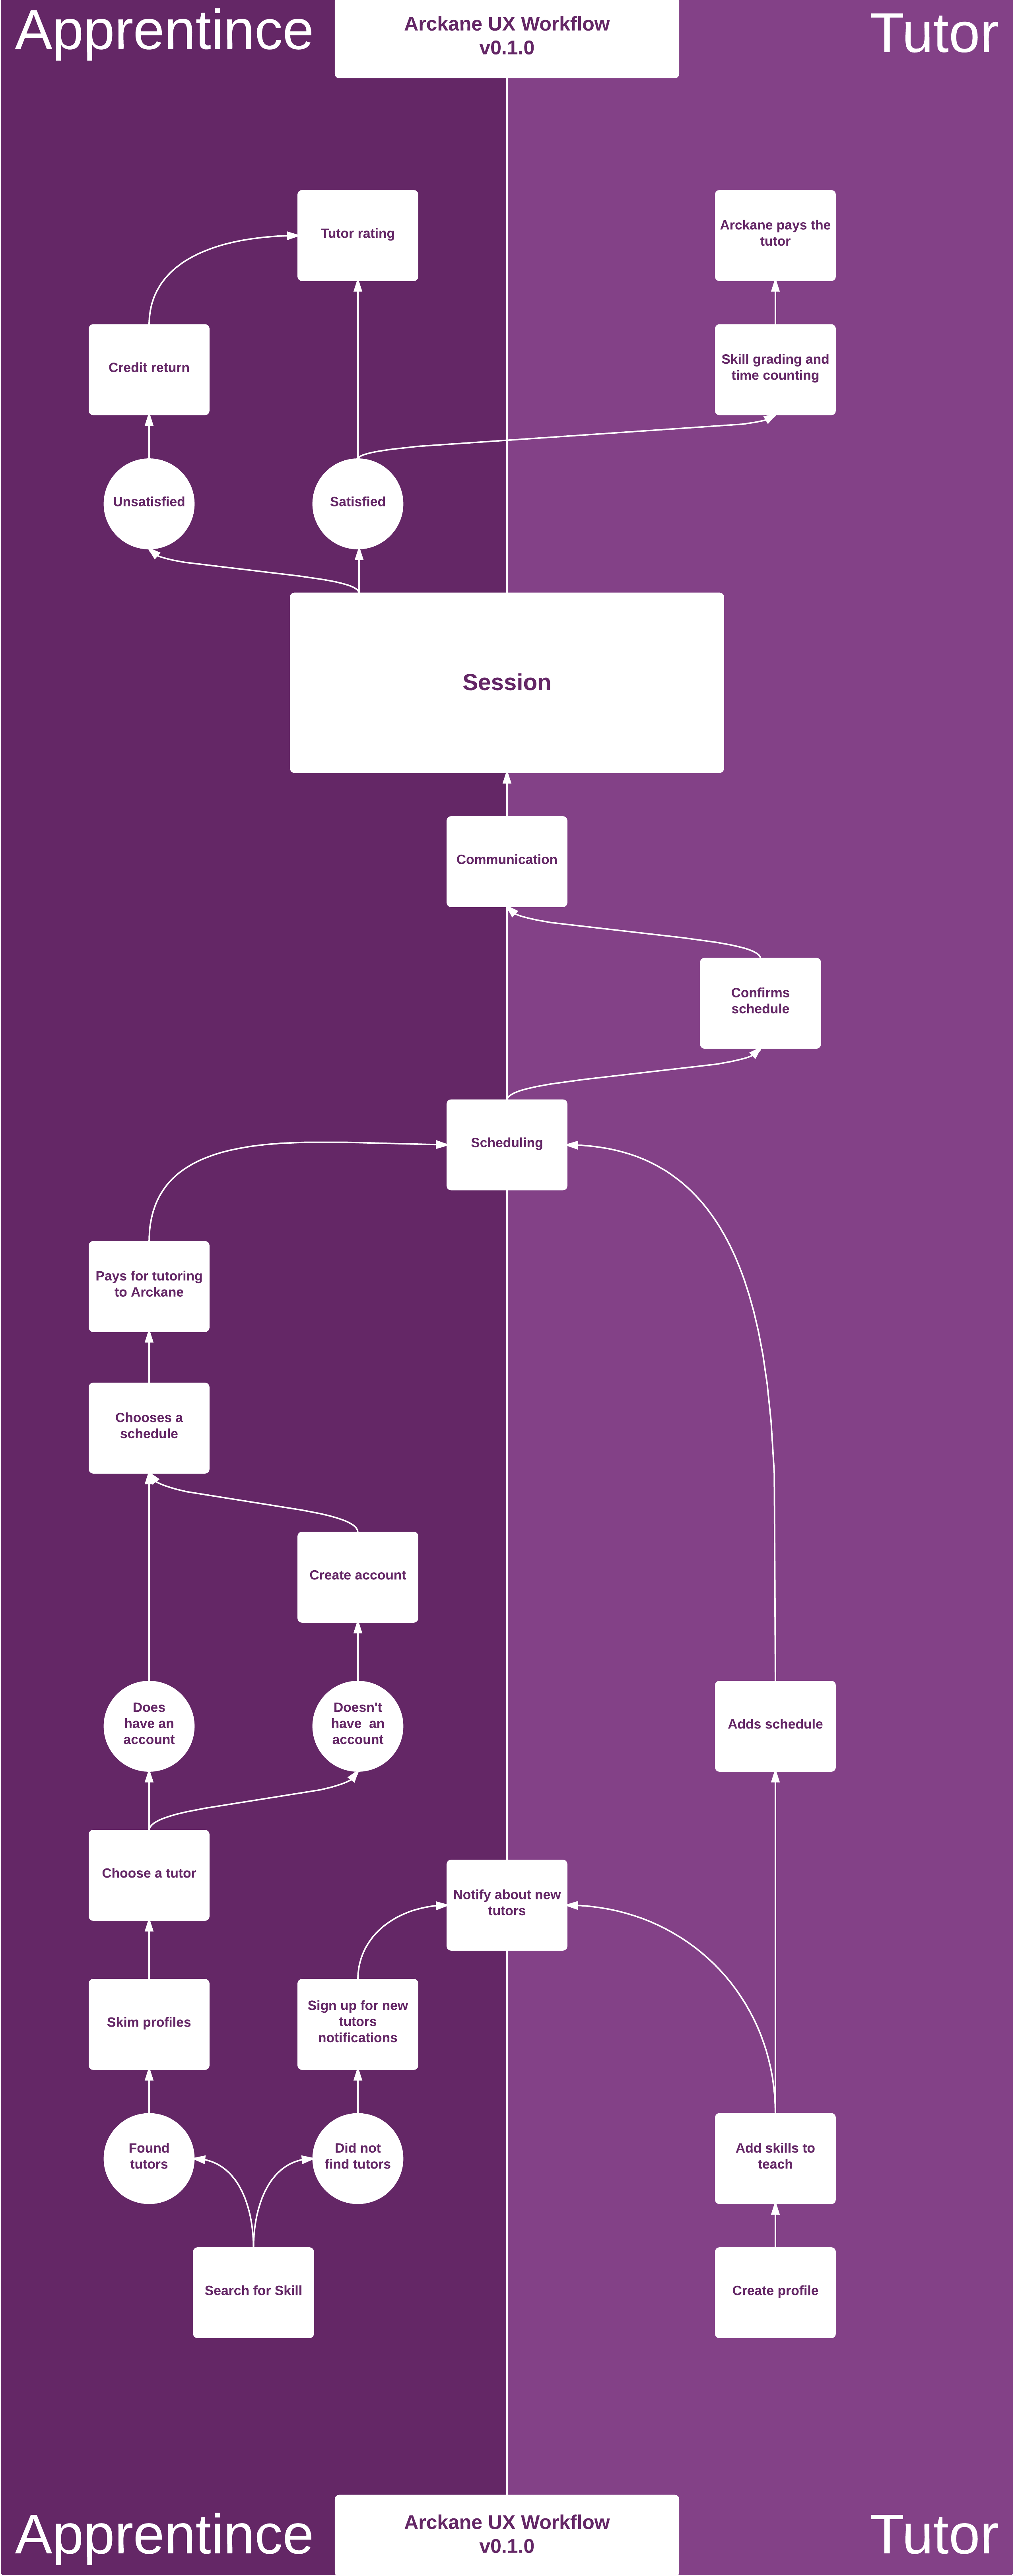 Apprentince
Arckane UX Workflow
v0.1.0
Tutor
Tutor rating
Arckane pays the
tutor
Credit return
Skill grading and
time counting
Unsatisfied
Satisfied
Session
Communication
Confirms
schedule
Scheduling
Pays for tutoring
to Arckane
Chooses a
schedule
Create account
Does
have an
account
Doesn't
have  an
account
Adds schedule
Choose a tutor
Notify about new
tutors
Skim profiles
Sign up for new
tutors
notifications
Found
tutors
Did not
find tutors
Add skills to
teach
Search for Skill
Create profile
Apprentince
Arckane UX Workflow
v0.1.0
Tutor